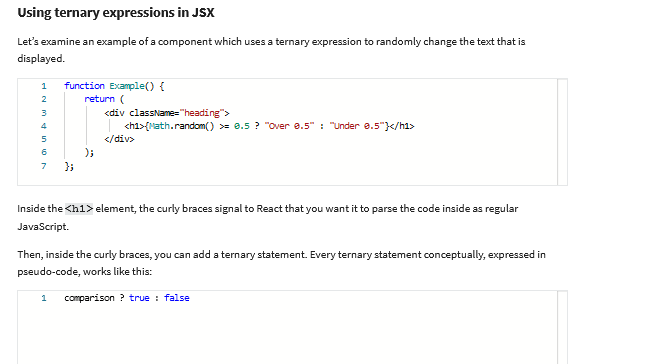 Using ternary expressions in JSX
Let's examine an example of a component which uses a ternary expression to randomly change the text that is
displayed.
1 function Example() {
2 return (
3 <div className="heading">
4 <h1>{Math.random() >= 0.5 ? "Over 0.5" : "Under 0.5"}</h1>
5 </div>
6 );
7 };
Inside the <h1> element, the curly braces signal to React that you want it to parse the code inside as regular
JavaScript.
Then, inside the curly braces, you can add a ternary statement. Every ternary statement conceptually, expressed in
pseudo-code, works like this:
1 comparison ? true : false